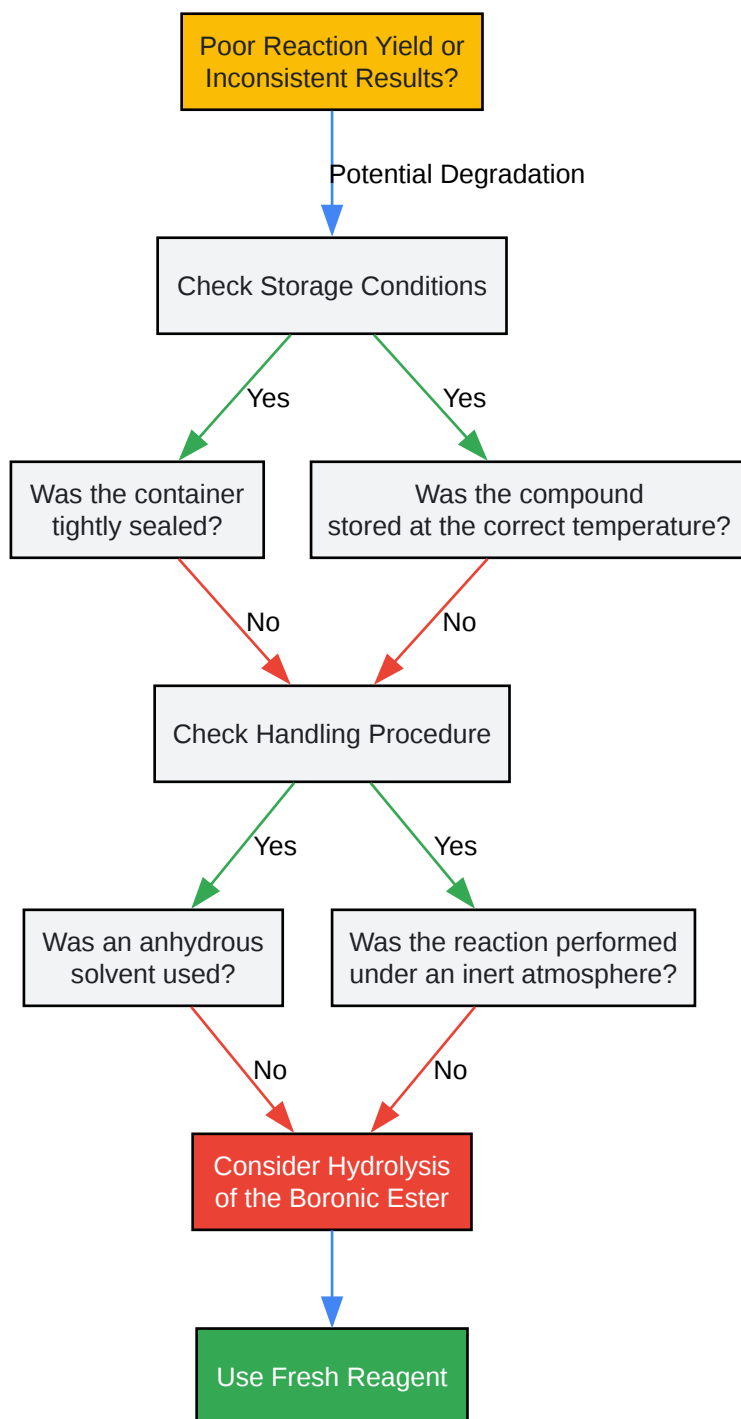 Poor Reaction Yield or
Inconsistent Results?
Potential Degradation
Check Storage Conditions
Yes
Yes
Was the container
tightly sealed?
Was the compound
stored at the correct temperature?
No
No
Check Handling Procedure
Yes
Yes
Was an anhydrous
solvent used?
Was the reaction performed
under an inert atmosphere?
No
No
Consider Hydrolysis
of the Boronic Ester
Use Fresh Reagent